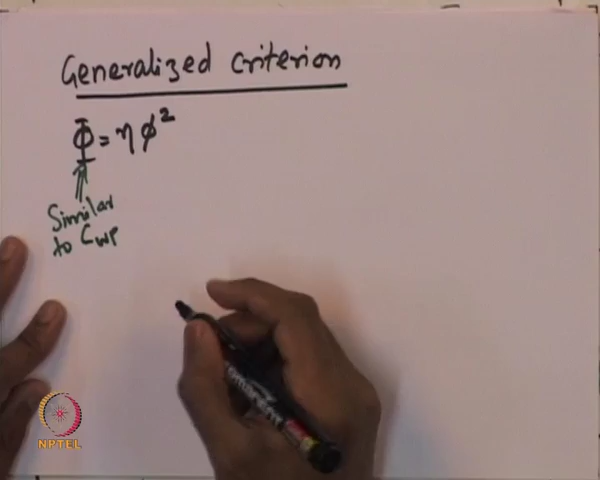 Generalized criterion
Φ = η φ²
Similar
to Cwp
NPTEL